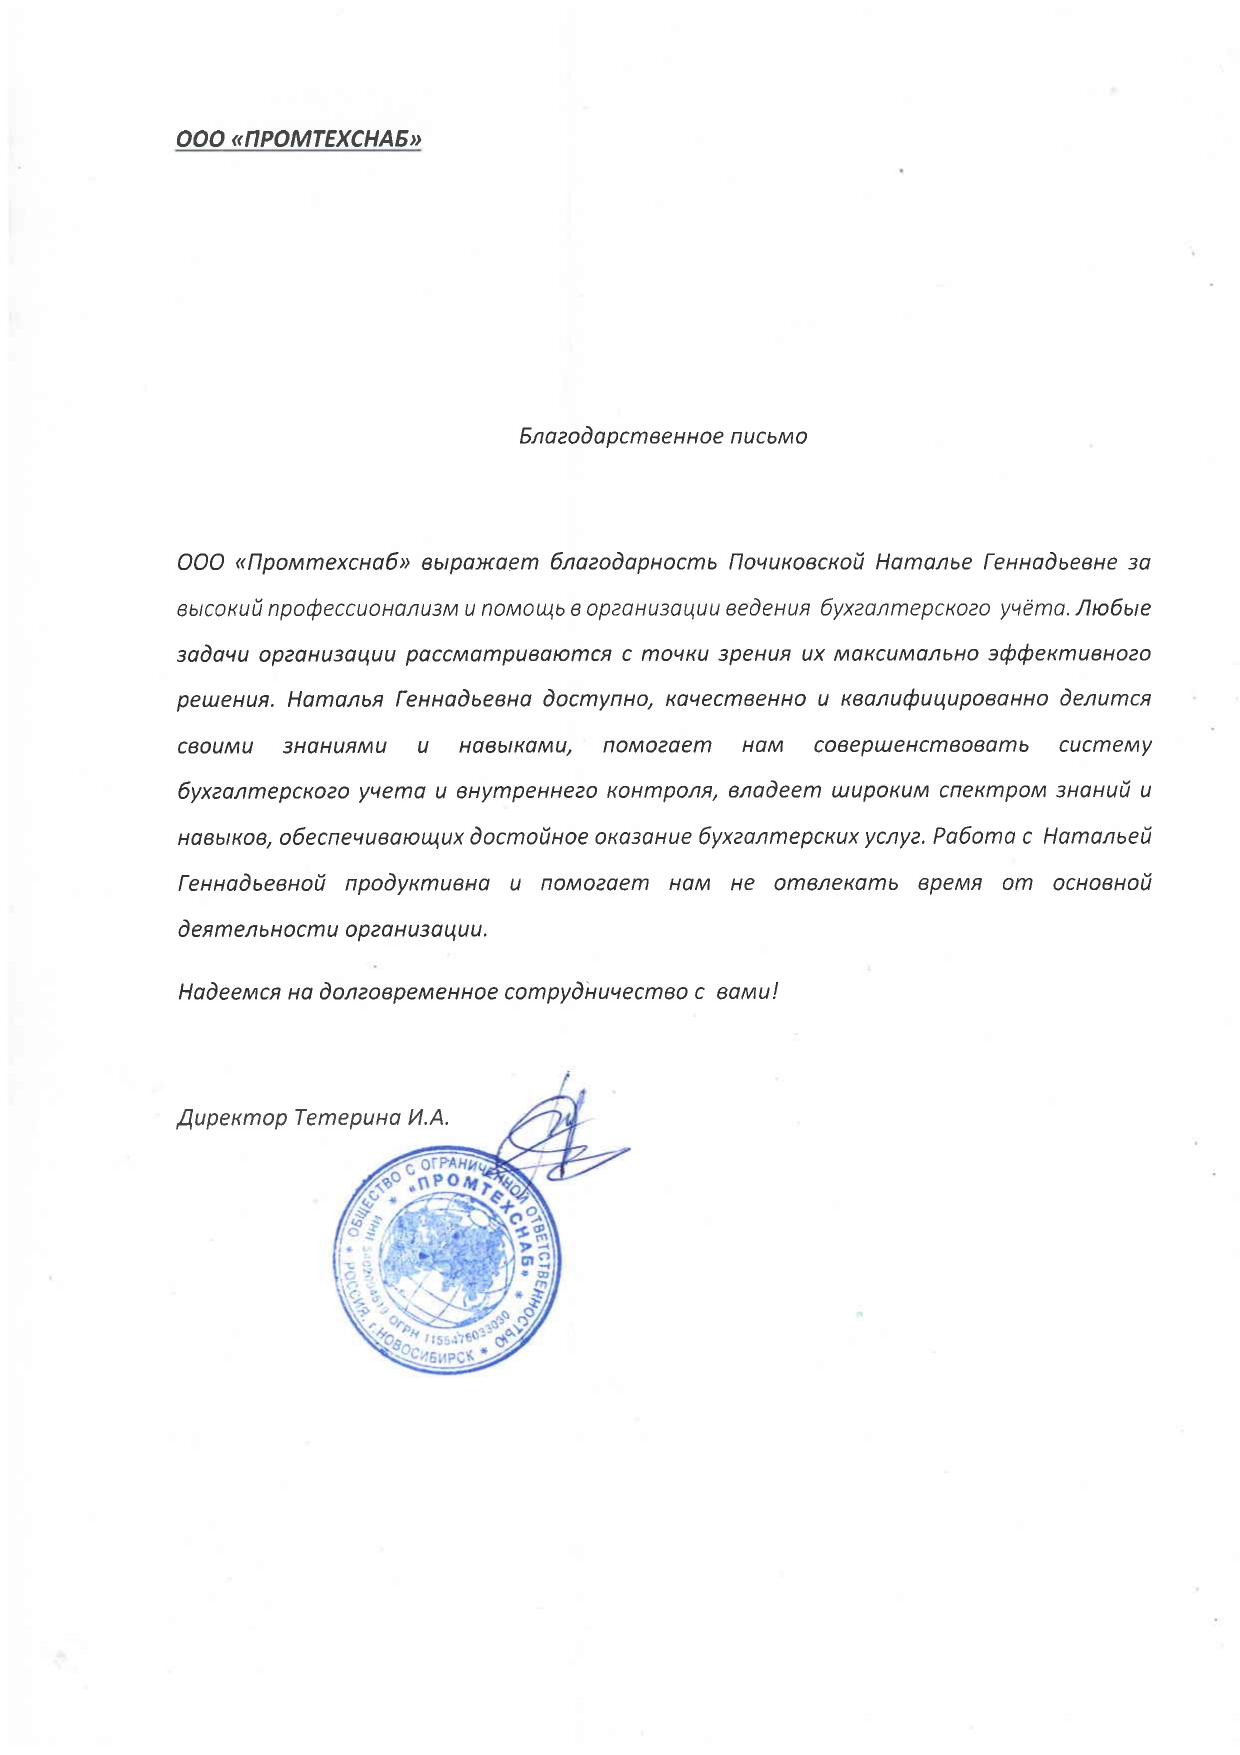 ООО «ПРОМТЕХСНАБ»
Благодарственное письмо
ООО «Промтехснаб» выражает благодарность Почиковской Наталье Геннадьевне за
высокий профессионализм и помощь в организации ведения бухгалтерского учёта. Любые
задачи организации рассматриваются с точки зрения их максимально эффективного
решения. Наталья Геннадьевна доступно, качественно и квалифицированно делится
своими знаниями и навыками, помогает нам совершенствовать систему
бухгалтерского учета и внутреннего контроля, владеет широким спектром знаний и
навыков, обеспечивающих достойное оказание бухгалтерских услуг. Работа с Натальей
Геннадьевной продуктивна и помогает нам не отвлекать время от основной
деятельности организации.
Надеемся на долговременное сотрудничество с вами!
Директор Тетерина И.А.
ОБЩЕСТВО С ОГРАНИЧЕННОЙ ОТВЕТСТВЕННОСТЬЮ
* РОССИЯ, г.НОВОСИБИРСК *
* «ПРОМТЕХСНАБ» *
ИНН ОГРН 1155476033030